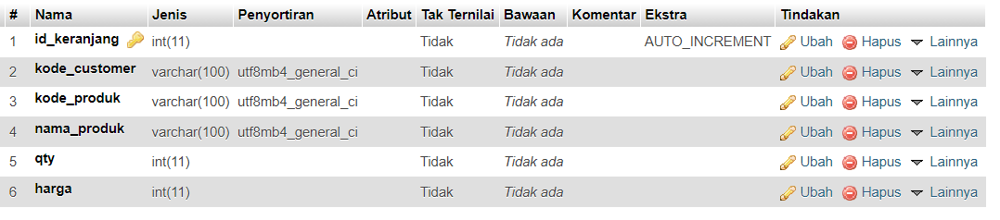 # Nama Jenis Penyortiran Atribut Tak Ternilai Bawaan Komentar Ekstra Tindakan
1 id_keranjang int(11) Tidak Tidak ada AUTO_INCREMENT Ubah Hapus Lainnya
2 kode_customer varchar(100) utf8mb4_general_ci Tidak Tidak ada Ubah Hapus Lainnya
3 kode_produk varchar(100) utf8mb4_general_ci Tidak Tidak ada Ubah Hapus Lainnya
4 nama_produk varchar(100) utf8mb4_general_ci Tidak Tidak ada Ubah Hapus Lainnya
5 qty int(11) Tidak Tidak ada Ubah Hapus Lainnya
6 harga int(11) Tidak Tidak ada Ubah Hapus Lainnya